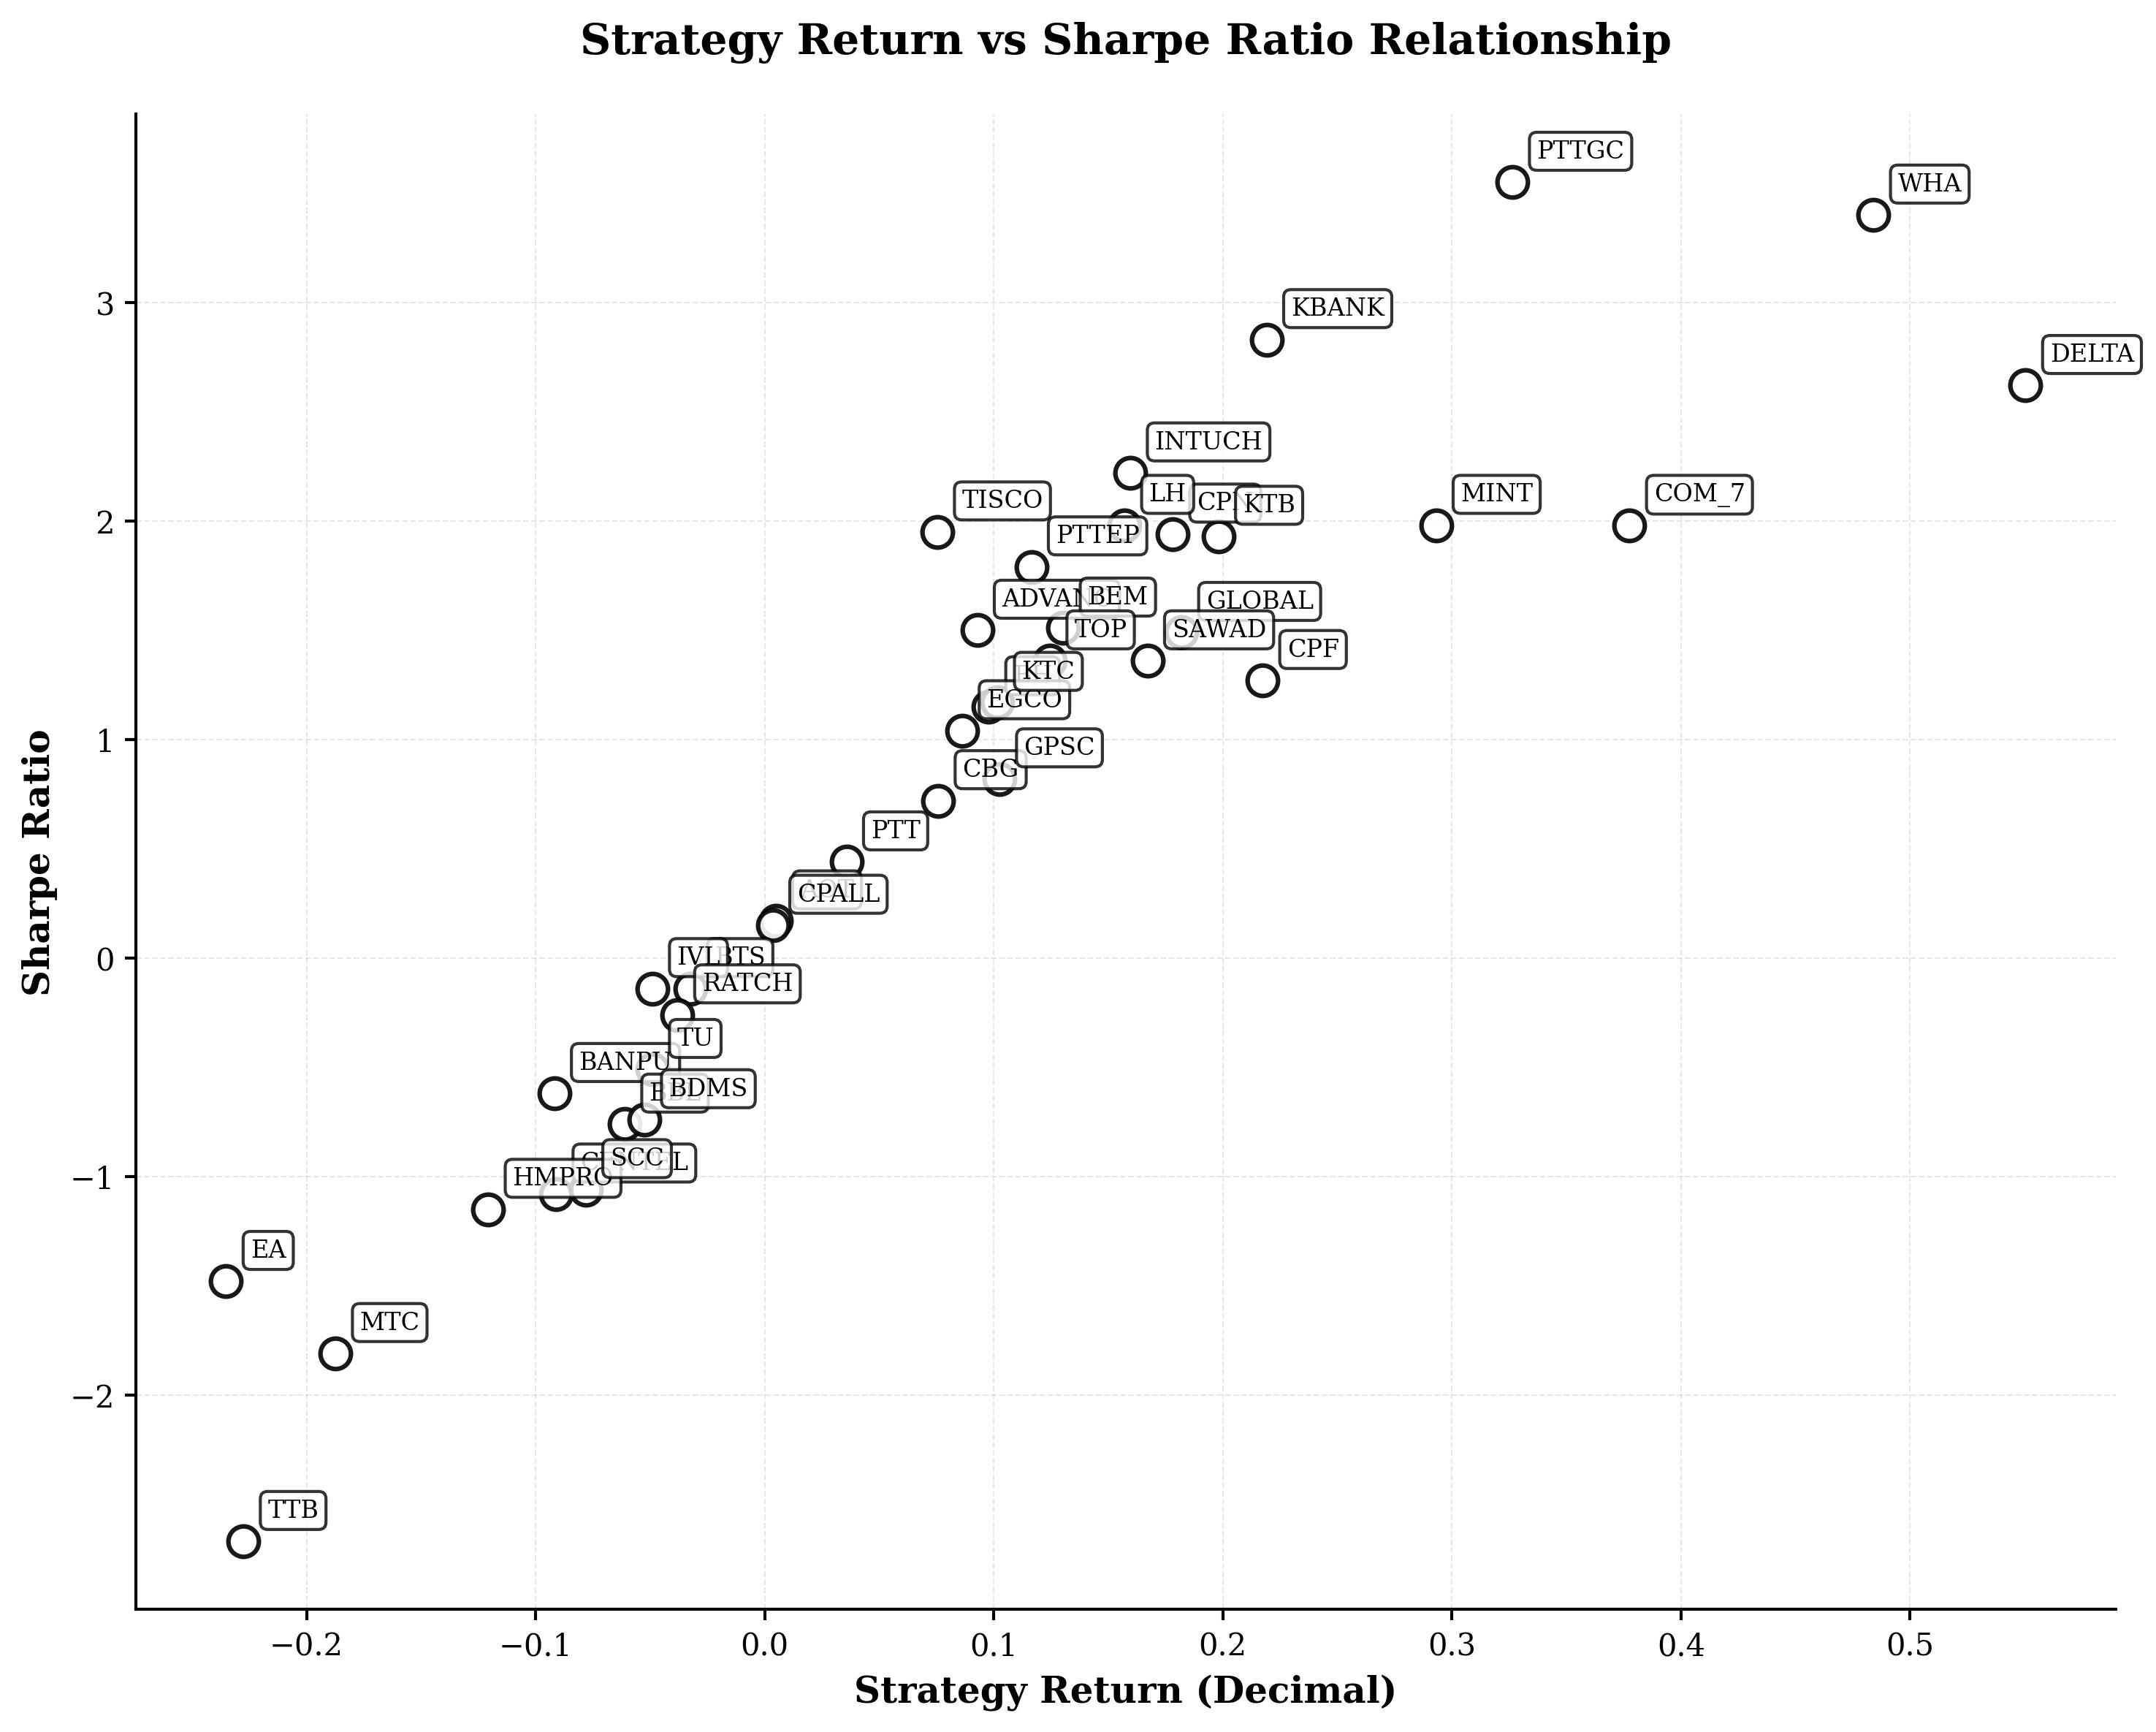 Strategy Return vs Sharpe Ratio Relationship
PTTGC
WHA
3
KBANK
DELTA
INTUCH
TISCO
LH
KTB
MINT
COM_7
2
PTTEP
BEM
GLOBAL
TOP
SAWAD
CPF
KTC
EGCO
1
GPSC
CBG
PTT
CPALL
0
IVL
BTS
RATCH
TU
BANPU
BDMS
SCC
−1
HMPRO
EA
MTC
−2
TTB
Sharpe Ratio
−0.2
−0.1
0.0
0.1
0.2
0.3
0.4
0.5
Strategy Return (Decimal)